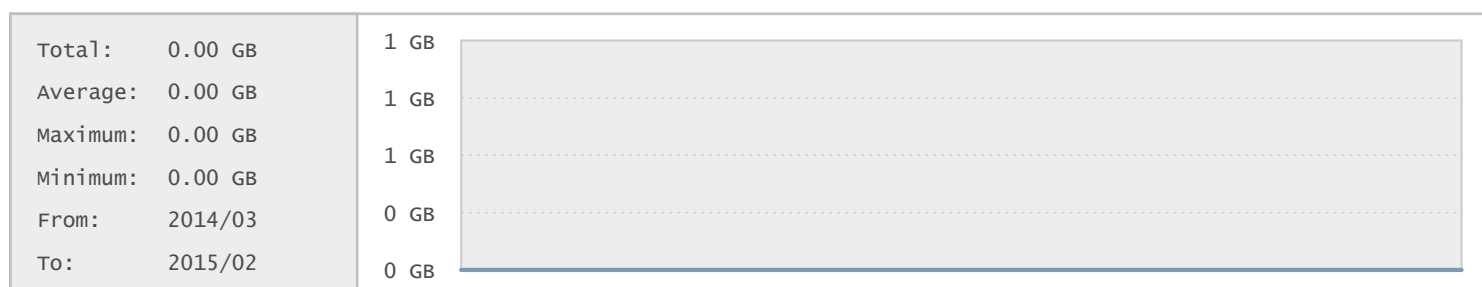 Total: 0.00 GB
Average: 0.00 GB
Maximum: 0.00 GB
Minimum: 0.00 GB
From: 2014/03
To: 2015/02
1 GB
1 GB
1 GB
0 GB
0 GB